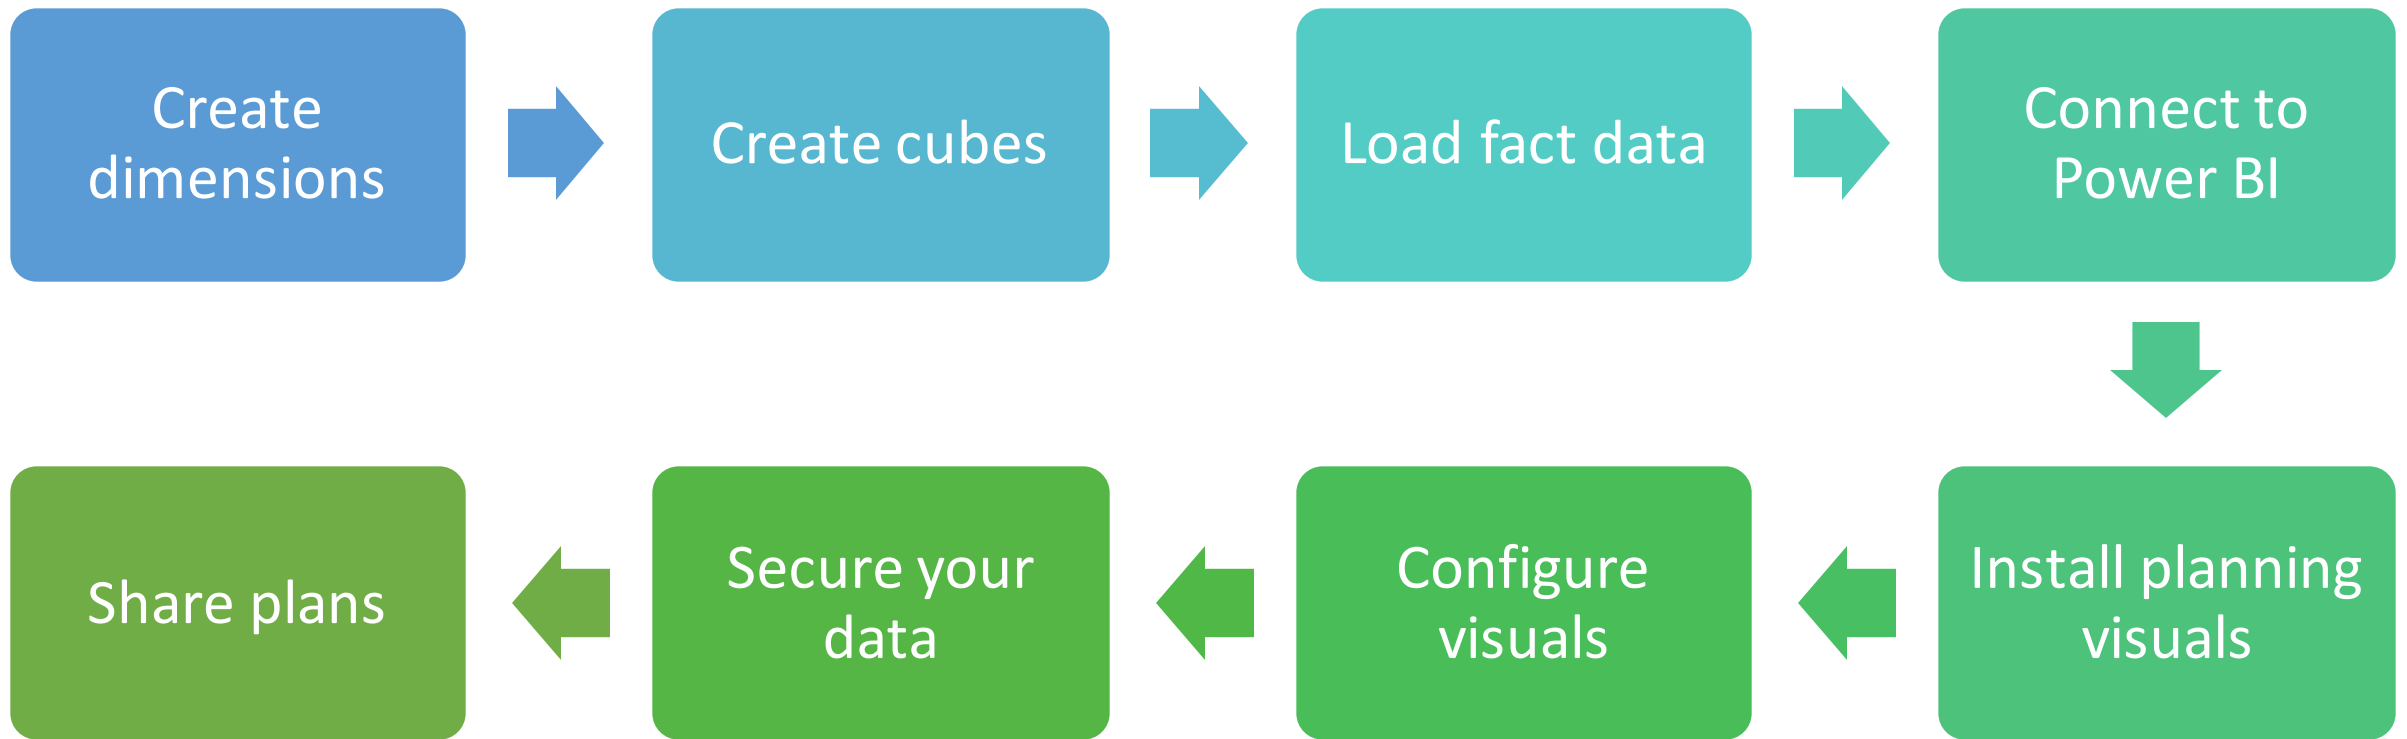 Create
dimensions
Create cubes
Load fact data
Connect to
Power BI
Install planning
visuals
Configure
visuals
Secure your
data
Share plans